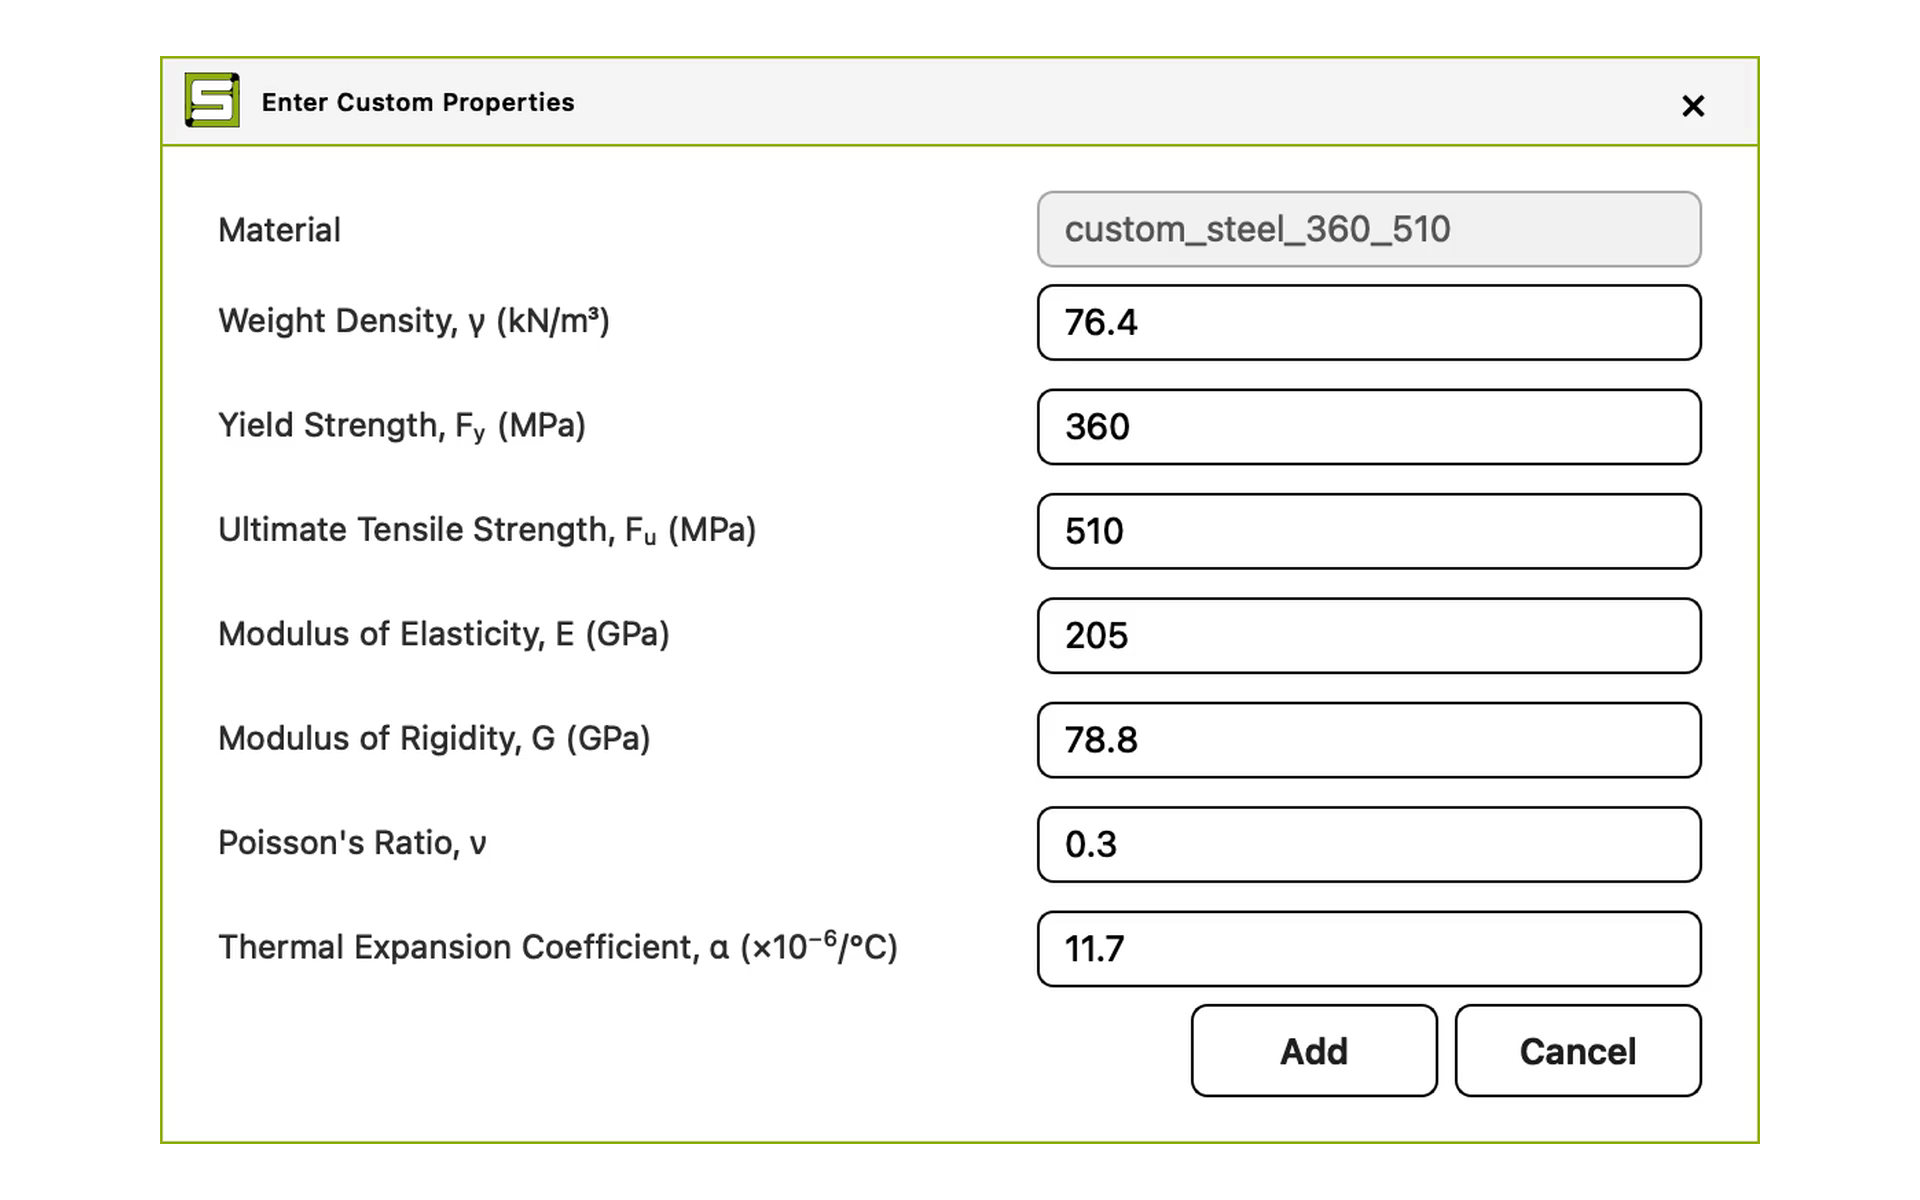 Enter Custom Properties
Material custom_steel_360_510
Weight Density, γ (kN/m³) 76.4
Yield Strength, Fy (MPa) 360
Ultimate Tensile Strength, Fu (MPa) 510
Modulus of Elasticity, E (GPa) 205
Modulus of Rigidity, G (GPa) 78.8
Poisson's Ratio, ν 0.3
Thermal Expansion Coefficient, α (×10⁻⁶/°C) 11.7
Add Cancel